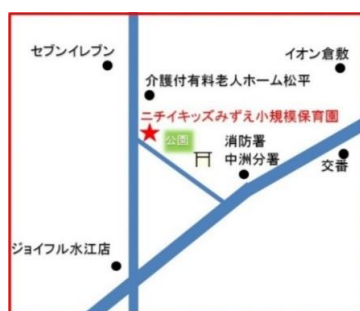 セブンイレブン
イオン倉敷
介護付有料老人ホーム松平
ニチイキッズみずえ小規模保育園
公園
消防署
中洲分署
交番
ジョイフル水江店